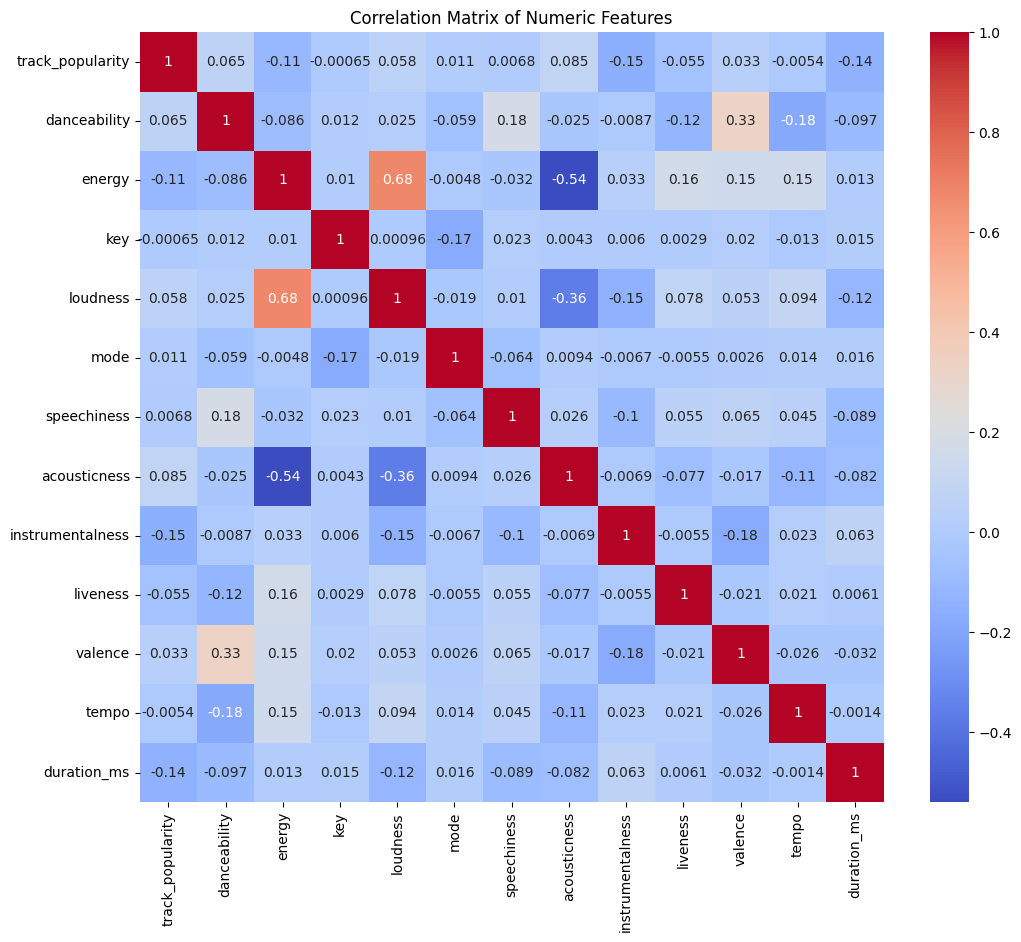 Correlation Matrix of Numeric Features
track_popularity 1 0.065 -0.11 -0.00065 0.058 0.011 0.0068 0.085 -0.15 -0.055 0.033 -0.0054 -0.14
danceability 0.065 1 -0.086 0.012 0.025 -0.059 0.18 -0.025 -0.0087 -0.12 0.33 -0.18 -0.097
energy -0.11 -0.086 1 0.01 0.68 -0.0048 -0.032 -0.54 0.033 0.16 0.15 0.15 0.013
key -0.00065 0.012 0.01 1 0.00096 -0.17 0.023 0.0043 0.006 0.0029 0.02 -0.013 0.015
loudness 0.058 0.025 0.68 0.00096 1 -0.019 0.01 -0.36 -0.15 0.078 0.053 0.094 -0.12
mode 0.011 -0.059 -0.0048 -0.17 -0.019 1 -0.064 0.0094 -0.0067 -0.0055 0.0026 0.014 0.016
speechiness 0.0068 0.18 -0.032 0.023 0.01 -0.064 1 0.026 -0.1 0.055 0.065 0.045 -0.089
acousticness 0.085 -0.025 -0.54 0.0043 -0.36 0.0094 0.026 1 -0.0069 -0.077 -0.017 -0.11 -0.082
instrumentalness -0.15 -0.0087 0.033 0.006 -0.15 -0.0067 -0.1 -0.0069 1 -0.0055 -0.18 0.023 0.063
liveness -0.055 -0.12 0.16 0.0029 0.078 -0.0055 0.055 -0.077 -0.0055 1 -0.021 0.021 0.0061
valence 0.033 0.33 0.15 0.02 0.053 0.0026 0.065 -0.017 -0.18 -0.021 1 -0.026 -0.032
tempo -0.0054 -0.18 0.15 -0.013 0.094 0.014 0.045 -0.11 0.023 0.021 -0.026 1 -0.0014
duration_ms -0.14 -0.097 0.013 0.015 -0.12 0.016 -0.089 -0.082 0.063 0.0061 -0.032 -0.0014 1
track_popularity
danceability
energy
key
loudness
mode
speechiness
acousticness
instrumentalness
liveness
valence
tempo
duration_ms
1.0
0.8
0.6
0.4
0.2
0.0
−0.2
−0.4